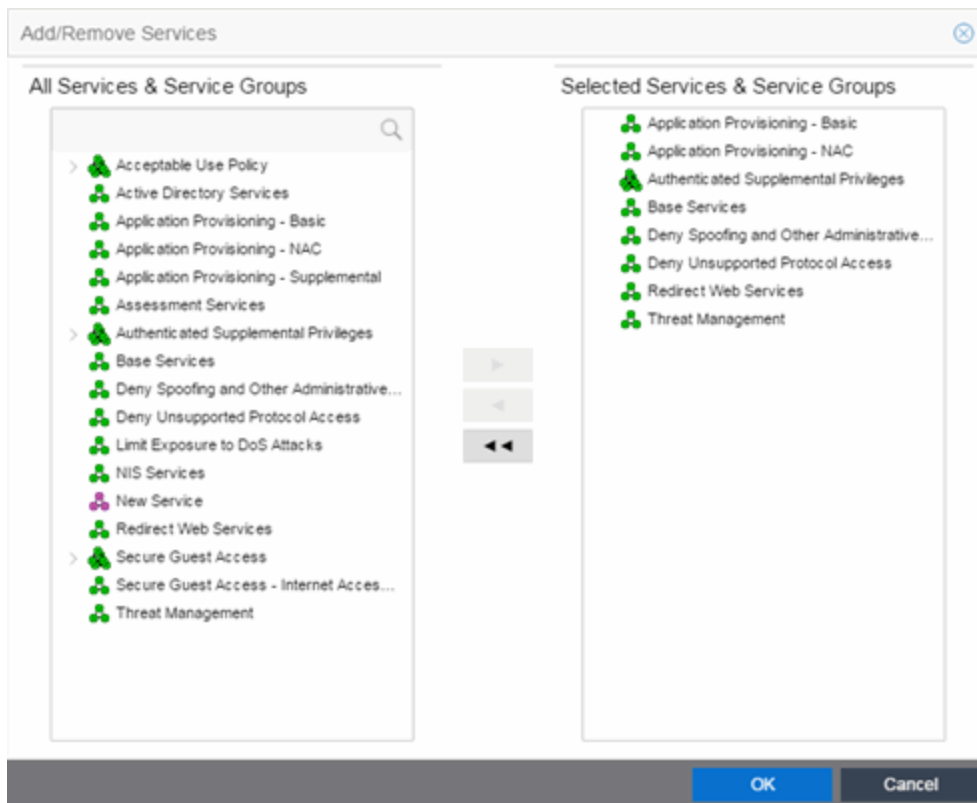 Add/Remove Services
All Services & Service Groups
Acceptable Use Policy
Active Directory Services
Application Provisioning - Basic
Application Provisioning - NAC
Application Provisioning - Supplemental
Assessment Services
Authenticated Supplemental Privileges
Base Services
Deny Spoofing and Other Administrative...
Deny Unsupported Protocol Access
Limit Exposure to DoS Attacks
NIS Services
New Service
Redirect Web Services
Secure Guest Access
Secure Guest Access - Internet Acces...
Threat Management
Selected Services & Service Groups
Application Provisioning - Basic
Application Provisioning - NAC
Authenticated Supplemental Privileges
Base Services
Deny Spoofing and Other Administrative...
Deny Unsupported Protocol Access
Redirect Web Services
Threat Management
OK
Cancel